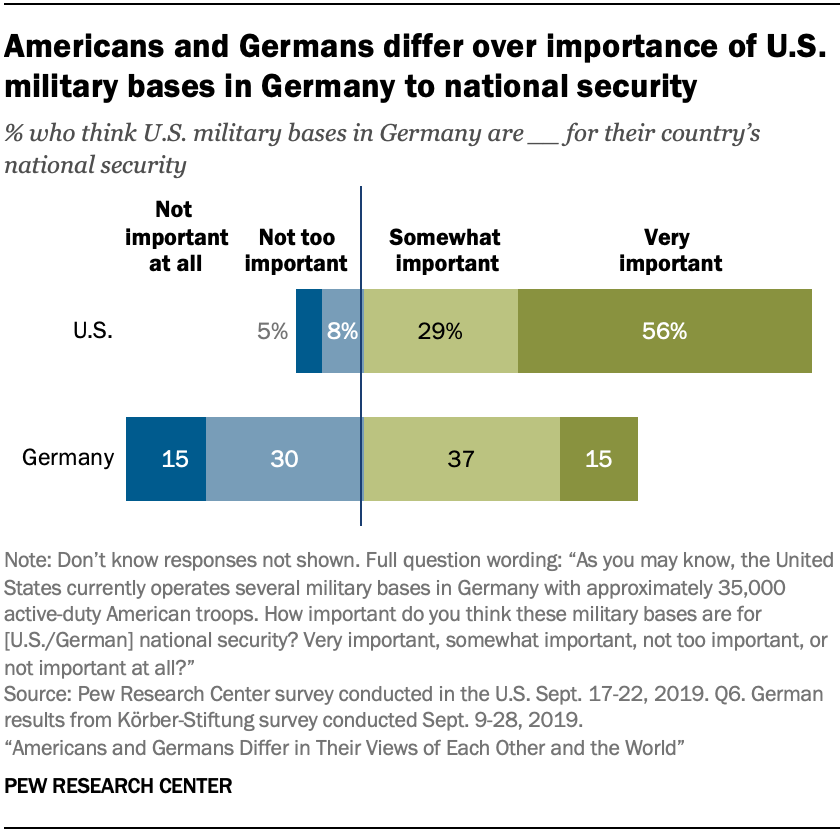 Americans and Germans differ over importance of U.S.
military bases in Germany to national security
% who think U.S. military bases in Germany are __ for their country's
national security
Not
important
at all
Not too
important
Somewhat
important
Very
important
U.S.
5%
8%
29%
56%
Germany
15
30
37
15
Note: Don't know responses not shown. Full question wording: “As you may know, the United
States currently operates several military bases in Germany with approximately 35,000
active-duty American troops. How important do you think these military bases are for
[U.S./German] national security? Very important, somewhat important, not too important, or
not important at all?”
Source: Pew Research Center survey conducted in the U.S. Sept. 17-22, 2019. Q6. German
results from Körber-Stiftung survey conducted Sept. 9-28, 2019.
“Americans and Germans Differ in Their Views of Each Other and the World”
PEW RESEARCH CENTER